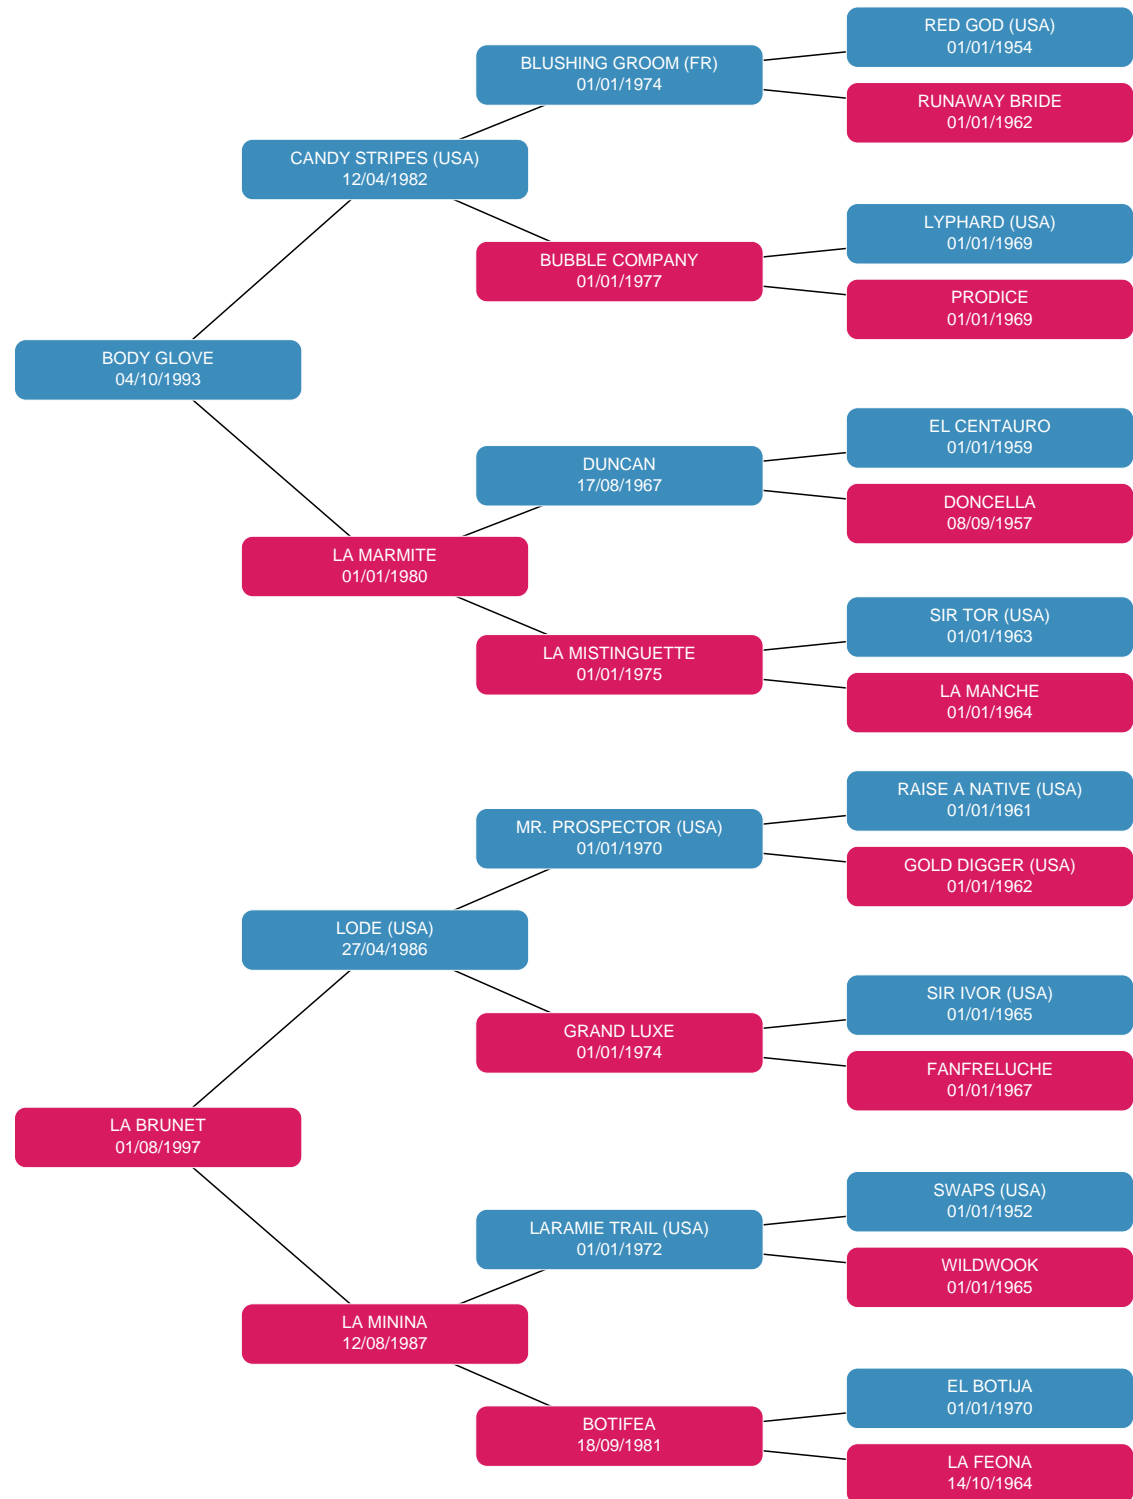 RED GOD (USA)
01/01/1954
BLUSHING GROOM (FR)
01/01/1974
RUNAWAY BRIDE
01/01/1962
CANDY STRIPES (USA)
12/04/1982
LYPHARD (USA)
01/01/1969
BUBBLE COMPANY
01/01/1977
PRODICE
01/01/1969
BODY GLOVE
04/10/1993
EL CENTAURO
01/01/1959
DUNCAN
17/08/1967
DONCELLA
08/09/1957
LA MARMITE
01/01/1980
SIR TOR (USA)
01/01/1963
LA MISTINGUETTE
01/01/1975
LA MANCHE
01/01/1964
RAISE A NATIVE (USA)
01/01/1961
MR. PROSPECTOR (USA)
01/01/1970
GOLD DIGGER (USA)
01/01/1962
LODE (USA)
27/04/1986
SIR IVOR (USA)
01/01/1965
GRAND LUXE
01/01/1974
FANFRELUCHE
01/01/1967
LA BRUNET
01/08/1997
SWAPS (USA)
01/01/1952
LARAMIE TRAIL (USA)
01/01/1972
WILDWOOK
01/01/1965
LA MININA
12/08/1987
EL BOTIJA
01/01/1970
BOTIFEA
18/09/1981
LA FEONA
14/10/1964